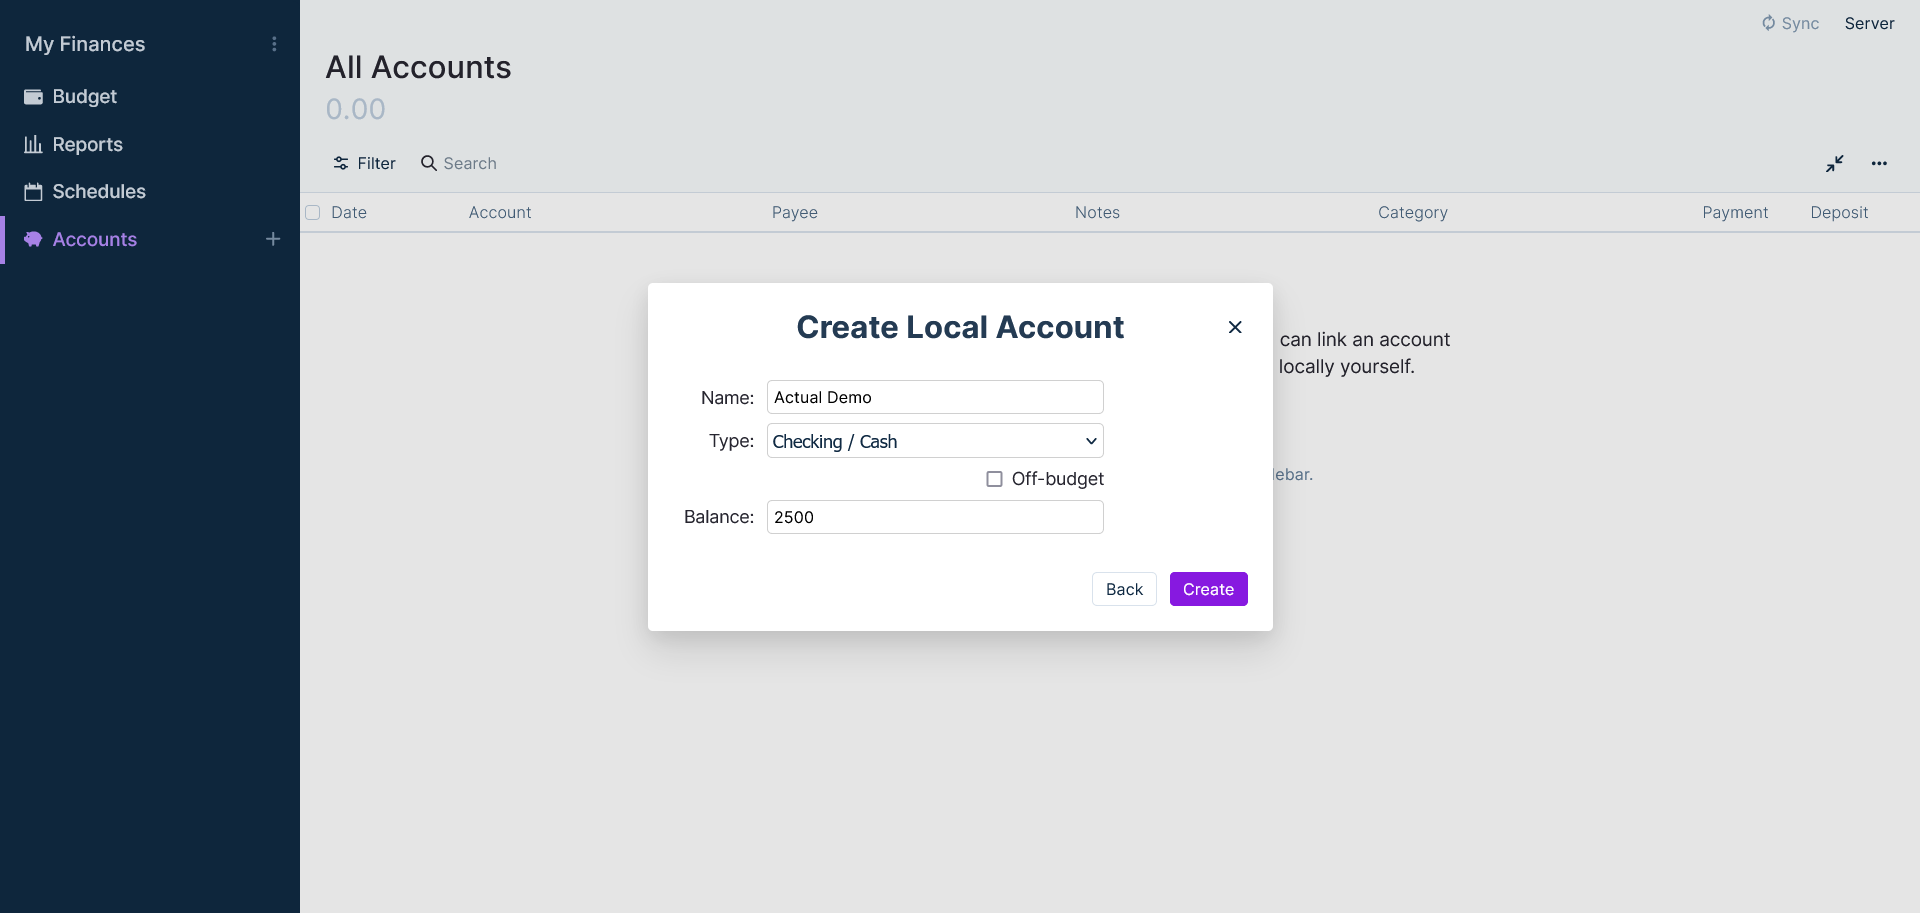 My Finances
Budget
Reports
Schedules
Accounts
Sync
Server
All Accounts
0.00
Filter
Search
Date Account Payee Notes Category Payment Deposit
can link an account
locally yourself.
Create Local Account
Name: Actual Demo
Type: Checking / Cash
Off-budget
Balance: 2500
Back Create